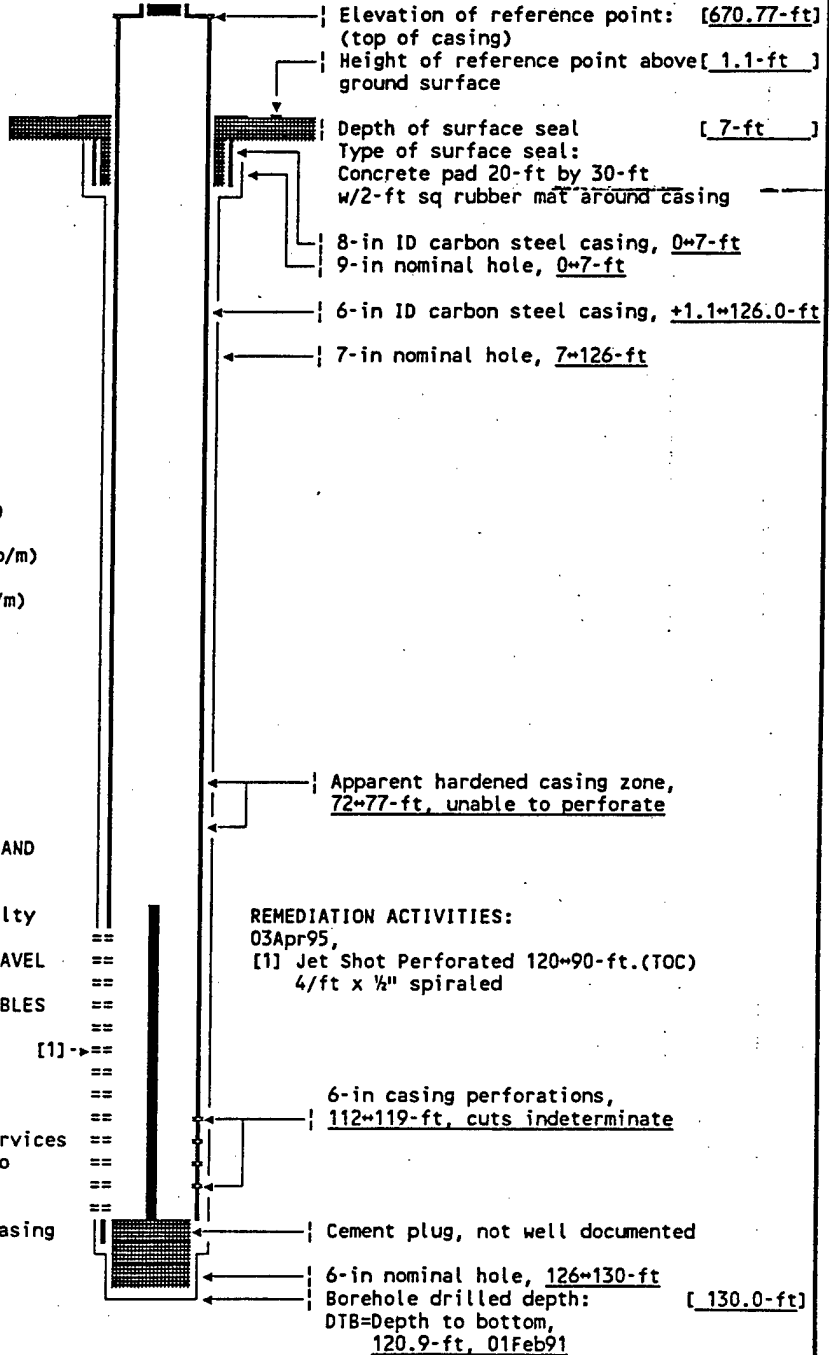 Elevation of reference point: [670.77-ft]
(top of casing)
Height of reference point above[ 1.1-ft ]
ground surface
Depth of surface seal [ 7-ft ]
Type of surface seal:
Concrete pad 20-ft by 30-ft
w/2-ft sq rubber mat around casing
8-in ID carbon steel casing, 0↔7-ft
9-in nominal hole, 0↔7-ft
6-in ID carbon steel casing, +1.1↔126.0-ft
7-in nominal hole, 7↔126-ft
)
/m)
/m)
Apparent hardened casing zone,
72↔77-ft, unable to perforate
AND
lty
AVEL
BLES
REMEDIATION ACTIVITIES:
03Apr95,
[1] Jet Shot Perforated 120↔90-ft.(TOC)
4/ft x ½" spiraled
[1]
6-in casing perforations,
112↔119-ft, cuts indeterminate
rvices
o
asing
Cement plug, not well documented
6-in nominal hole, 126↔130-ft
Borehole drilled depth: [ 130.0-ft]
DTB=Depth to bottom,
120.9-ft, 01Feb91